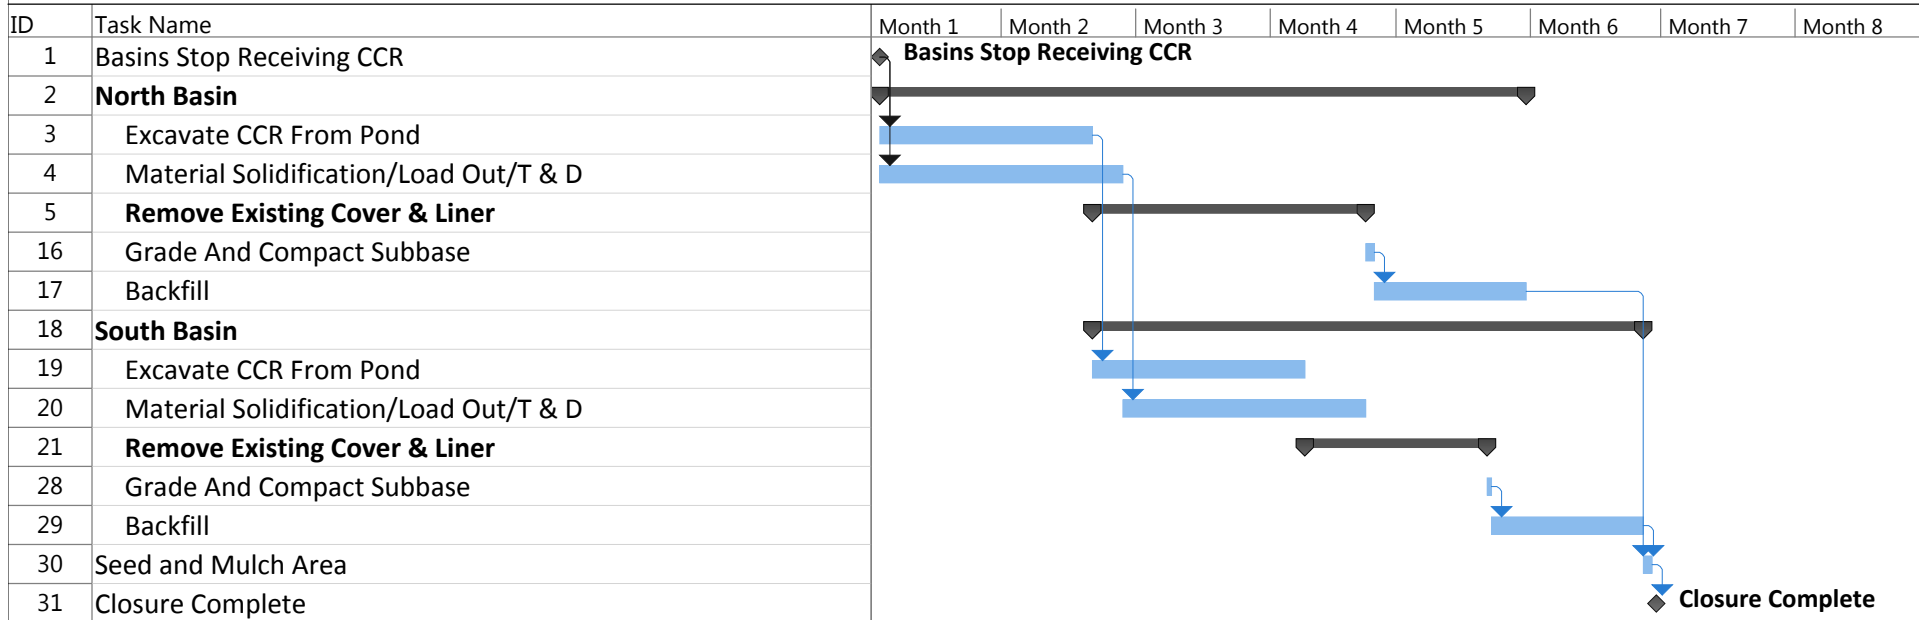 ID Task Name Month 1 Month 2 Month 3 Month 4 Month 5 Month 6 Month 7 Month 8
1 Basins Stop Receiving CCR Basins Stop Receiving CCR
2 North Basin
3 Excavate CCR From Pond
4 Material Solidification/Load Out/T & D
5 Remove Existing Cover & Liner
16 Grade And Compact Subbase
17 Backfill
18 South Basin
19 Excavate CCR From Pond
20 Material Solidification/Load Out/T & D
21 Remove Existing Cover & Liner
28 Grade And Compact Subbase
29 Backfill
30 Seed and Mulch Area
31 Closure Complete Closure Complete